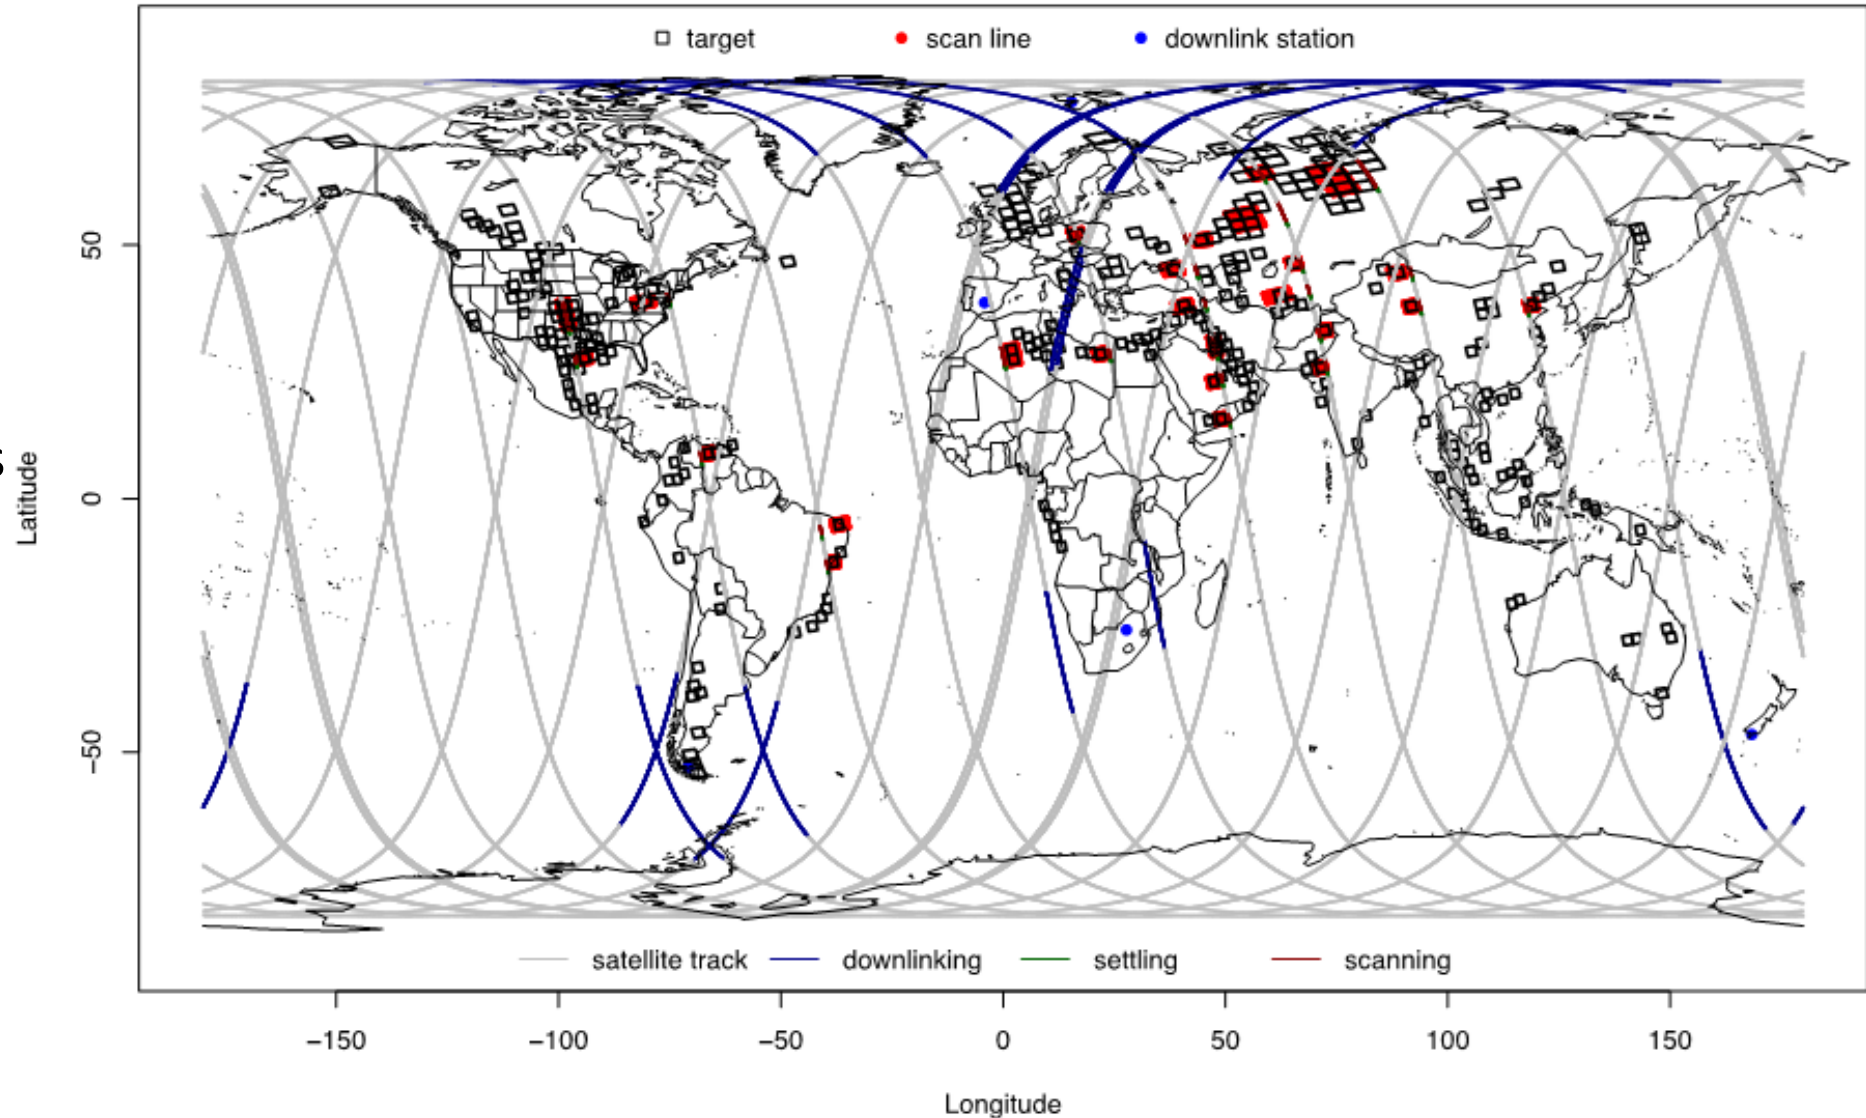 target scan line downlink station
50
0
−50
Latitude
satellite track downlinking settling scanning
−150 −100 −50 0 50 100 150
Longitude